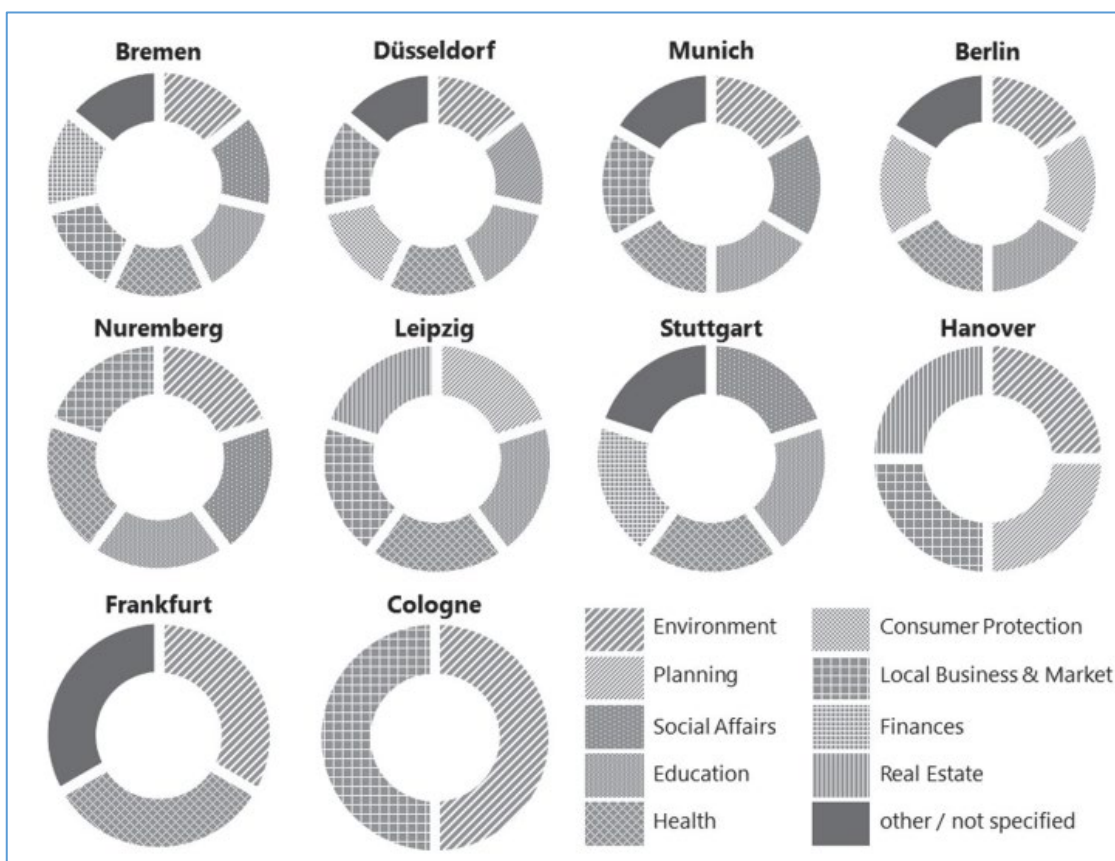 Bremen
Düsseldorf
Munich
Berlin
Nuremberg
Leipzig
Stuttgart
Hanover
Frankfurt
Cologne
Environment
Planning
Social Affairs
Education
Health
Consumer Protection
Local Business & Market
Finances
Real Estate
other / not specified